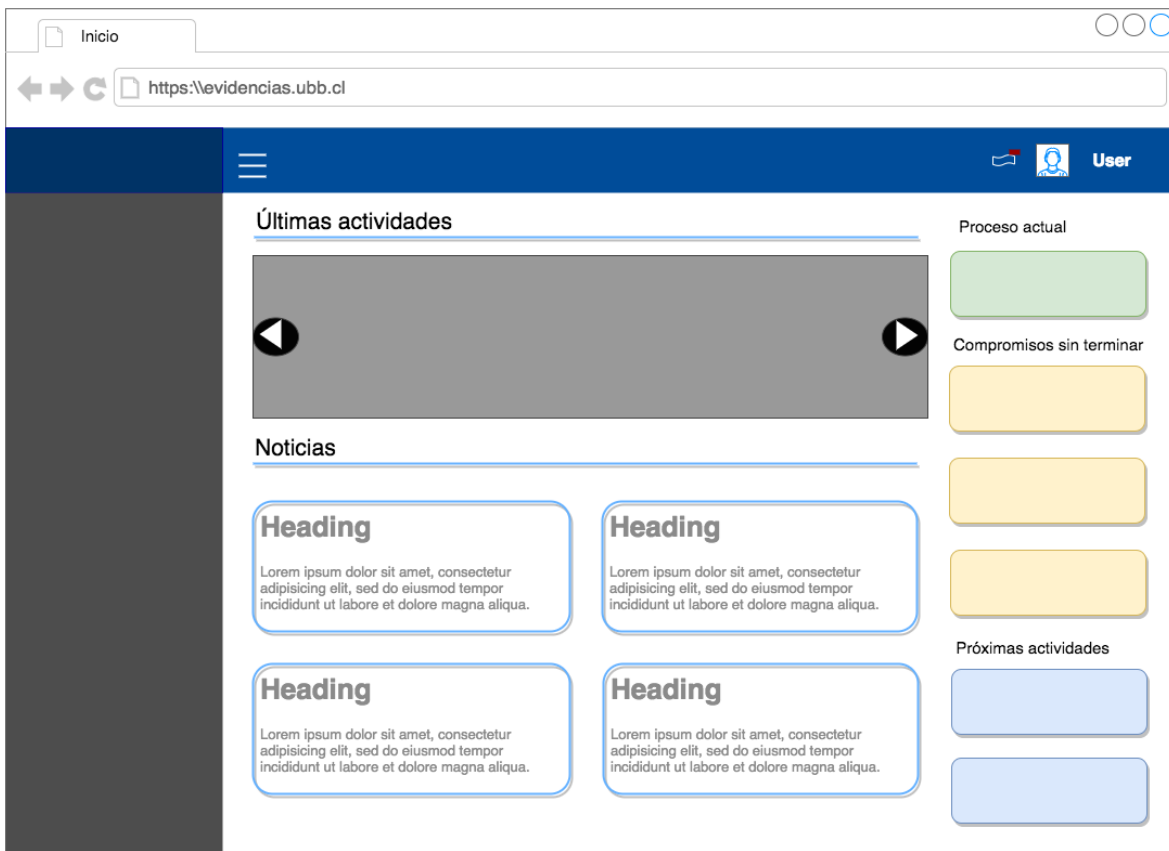 Inicio
https:\\evidencias.ubb.cl
User
Últimas actividades
Noticias
Heading
Lorem ipsum dolor sit amet, consectetur
adipisicing elit, sed do eiusmod tempor
incididunt ut labore et dolore magna aliqua.
Heading
Lorem ipsum dolor sit amet, consectetur
adipisicing elit, sed do eiusmod tempor
incididunt ut labore et dolore magna aliqua.
Heading
Lorem ipsum dolor sit amet, consectetur
adipisicing elit, sed do eiusmod tempor
incididunt ut labore et dolore magna aliqua.
Heading
Lorem ipsum dolor sit amet, consectetur
adipisicing elit, sed do eiusmod tempor
incididunt ut labore et dolore magna aliqua.
Proceso actual
Compromisos sin terminar
Próximas actividades